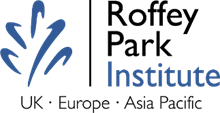 Roffey
Park
Institute
UK · Europe · Asia Pacific